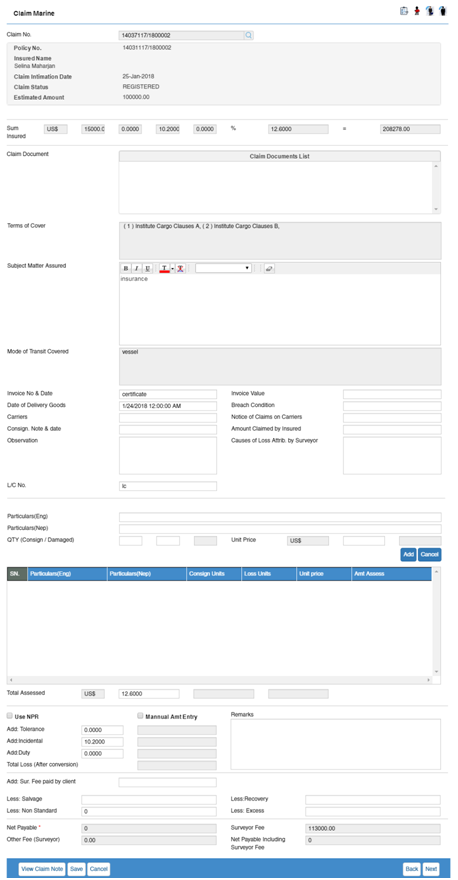 Claim Marine
Claim No. 14037117/1800002
Policy No. 14031117/1800002
Insured Name
Selina Maharjan
Claim Intimation Date 25-Jan-2018
Claim Status REGISTERED
Estimated Amount 100000.00
Sum Insured US$ 15000.0 0.0000 10.2000 0.0000 % 12.6000 = 208278.00
Claim Document Claim Documents List
Terms of Cover ( 1 ) Institute Cargo Clauses A, ( 2 ) Institute Cargo Clauses B,
Subject Matter Assured B I U T
insurance
Mode of Transit Covered vessel
Invoice No & Date certificate Invoice Value
Date of Delivery Goods 1/24/2018 12:00:00 AM Breach Condition
Carriers Notice of Claims on Carriers
Consign. Note & date Amount Claimed by Insured
Observation Causes of Loss Attrib. by Surveyor
L/C No. lc
Particulars(Eng)
Particulars(Nep)
QTY (Consign / Damaged) Unit Price US$
Add Cancel
SN. Particulars(Eng) Particulars(Nep) Consign Units Loss Units Unit price Amt Assess
Total Assessed US$ 12.6000
Use NPR Mannual Amt Entry Remarks
Add: Tolerance 0.0000
Add:Incidental 10.2000
Add:Duty 0.0000
Total Loss (After conversion)
Add: Sur. Fee paid by client
Less: Salvage Less:Recovery
Less: Non Standard 0 Less: Excess
Net Payable * 0 Surveyor Fee 113000.00
Other Fee (Surveyor) 0.00 Net Payable Including Surveyor Fee 0
View Claim Note Save Cancel Back Next